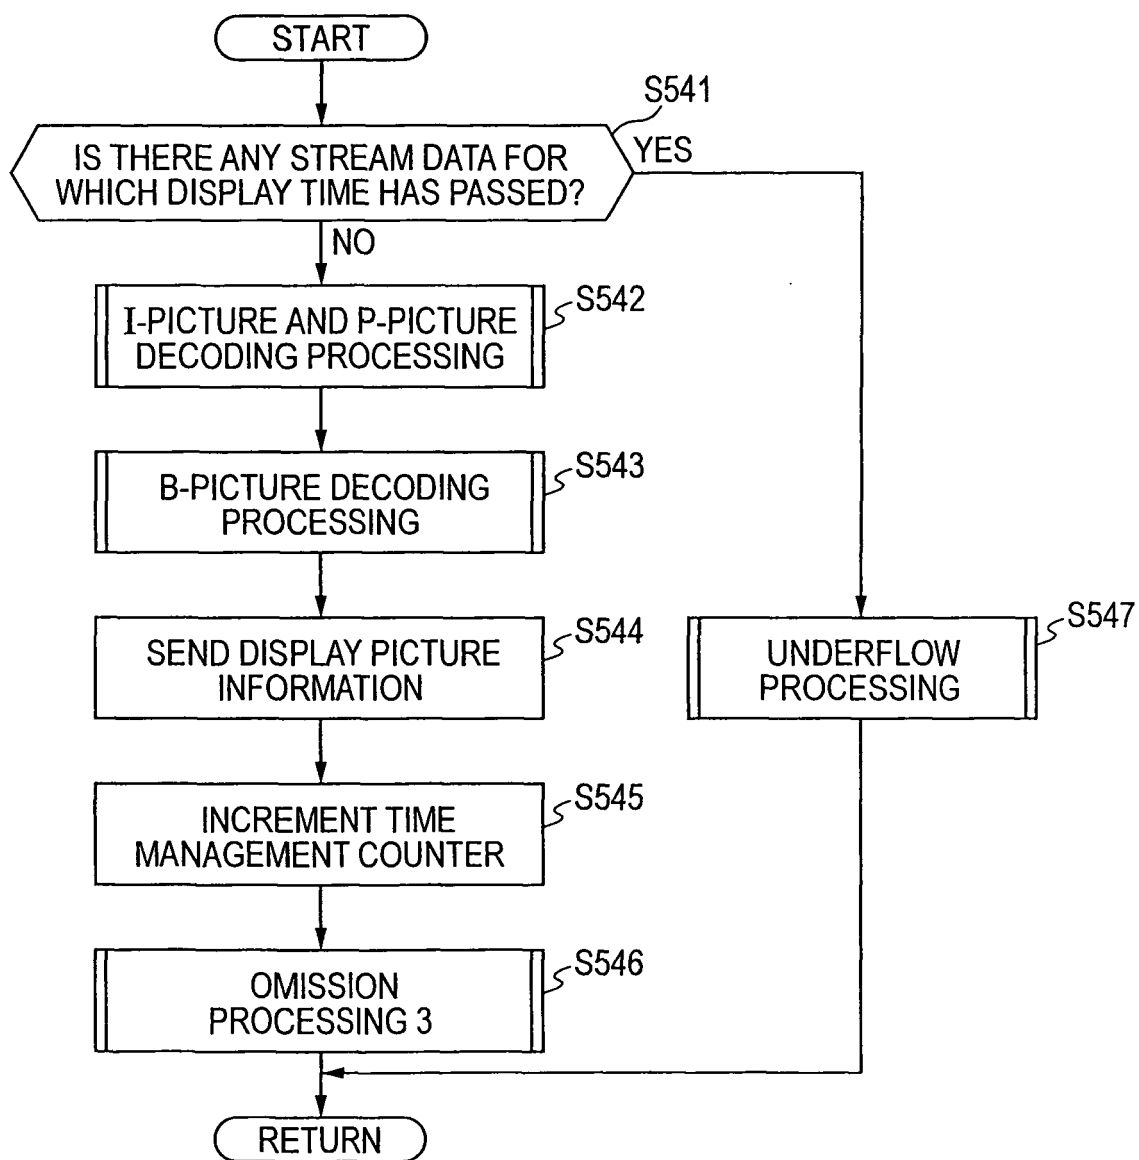 START
S541
IS THERE ANY STREAM DATA FOR
WHICH DISPLAY TIME HAS PASSED?
YES
NO
S542
I-PICTURE AND P-PICTURE
DECODING PROCESSING
S543
B-PICTURE DECODING
PROCESSING
S544
SEND DISPLAY PICTURE
INFORMATION
S547
UNDERFLOW
PROCESSING
S545
INCREMENT TIME
MANAGEMENT COUNTER
S546
OMISSION
PROCESSING 3
RETURN